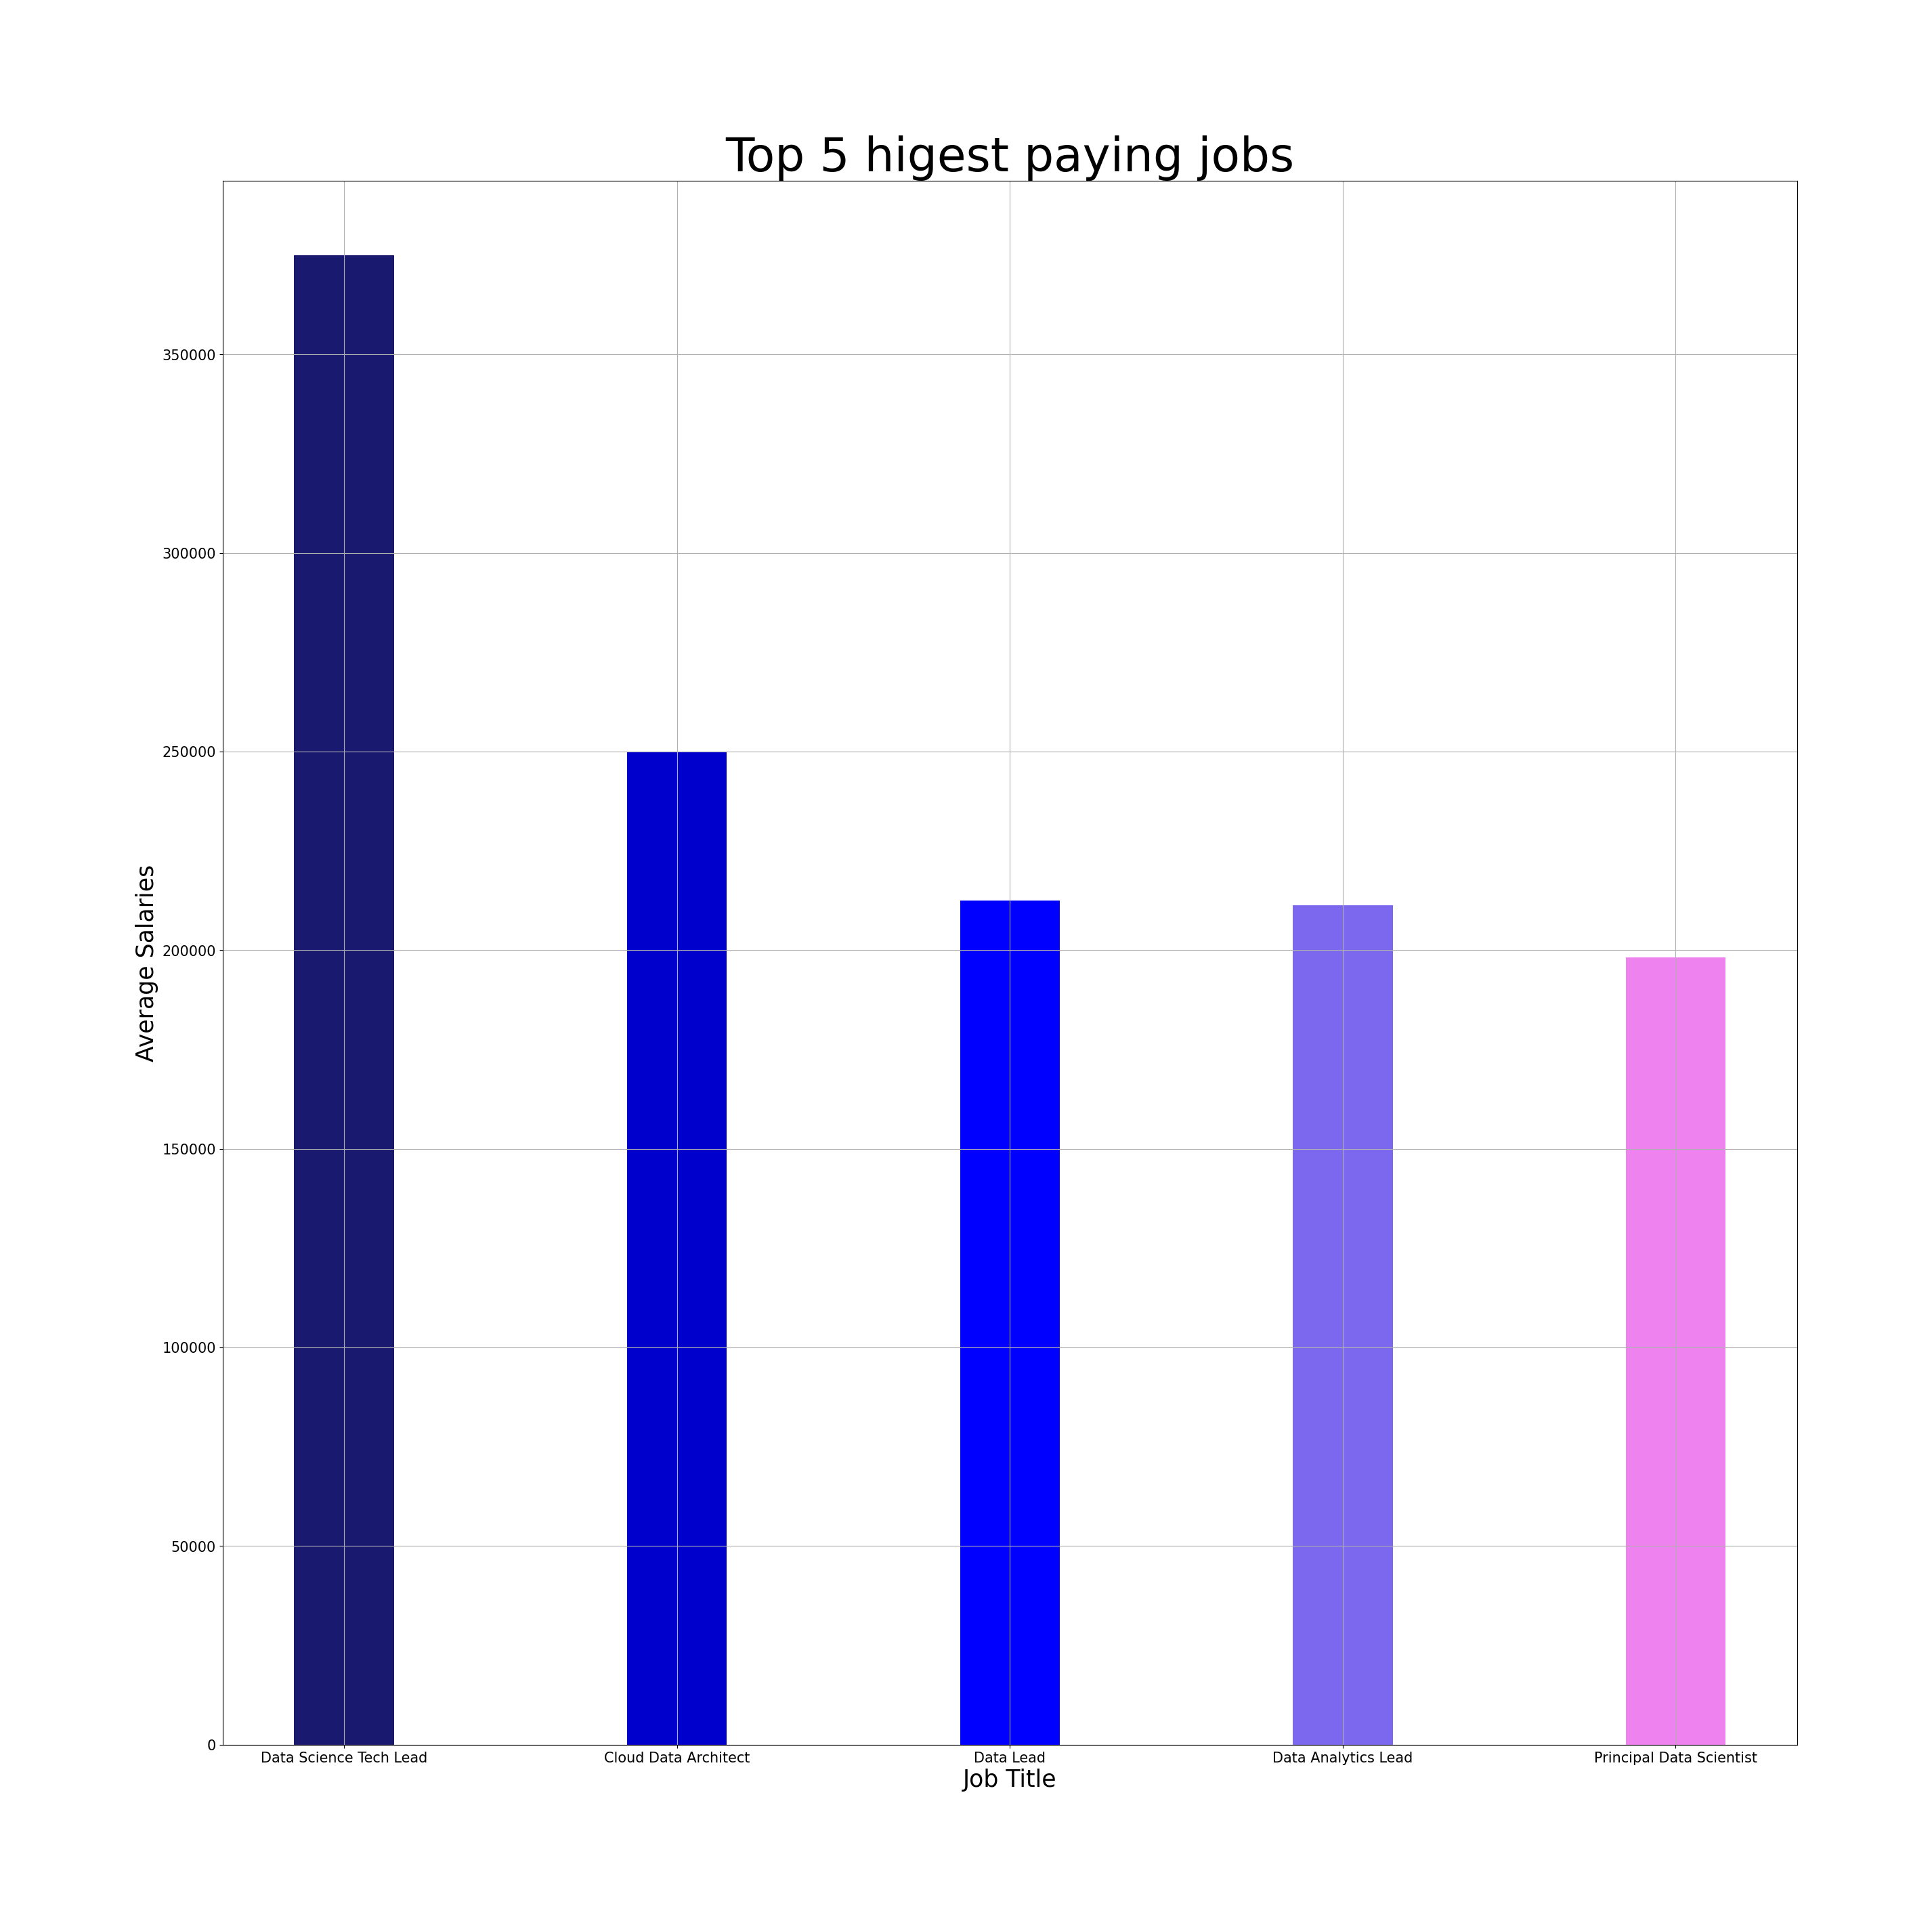 Top 5 higest paying jobs
350000
300000
250000
200000
150000
100000
50000
0
Average Salaries
Data Science Tech Lead
Cloud Data Architect
Data Lead
Data Analytics Lead
Principal Data Scientist
Job Title